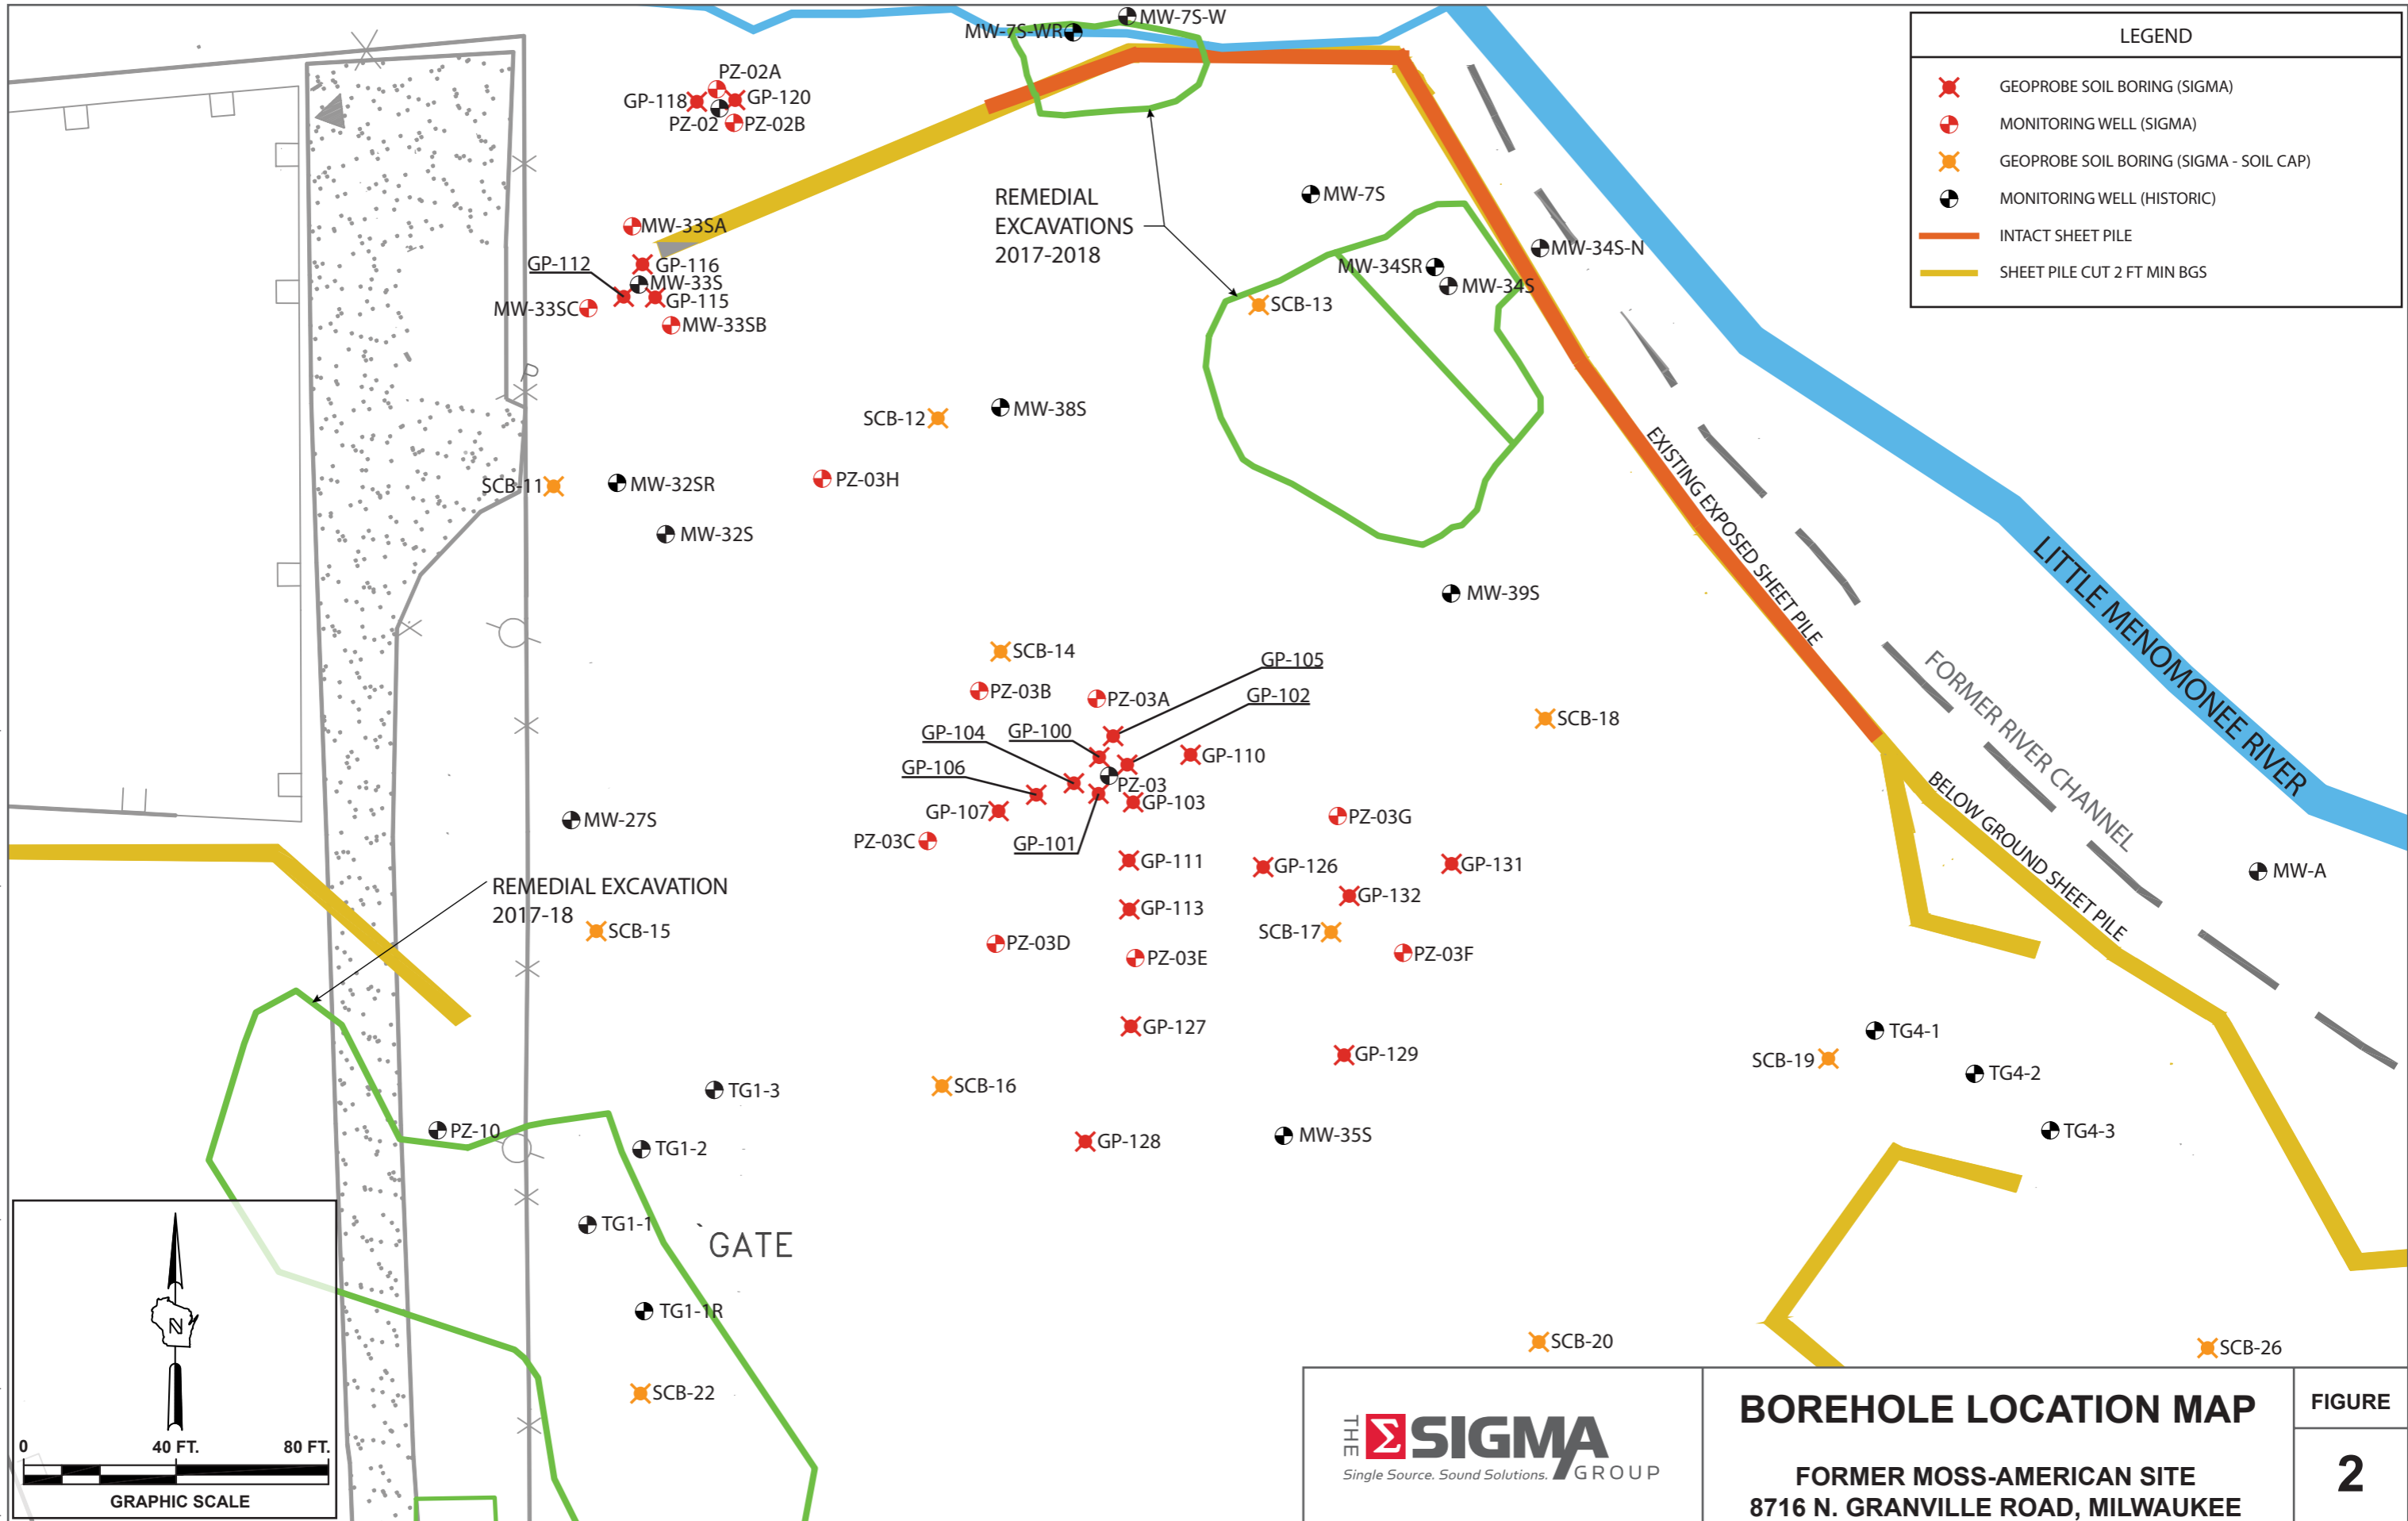 MW-7S-W
MW-7S-WR
LEGEND
GEOPROBE SOIL BORING (SIGMA)
MONITORING WELL (SIGMA)
GEOPROBE SOIL BORING (SIGMA - SOIL CAP)
MONITORING WELL (HISTORIC)
INTACT SHEET PILE
SHEET PILE CUT 2 FT MIN BGS
PZ-02A
GP-118
GP-120
PZ-02
PZ-02B
REMEDIAL
EXCAVATIONS
2017-2018
MW-7S
MW-33SA
MW-34S-N
GP-112
GP-116
MW-34SR
MW-33S
MW-34S
GP-115
MW-33SC
SCB-13
MW-33SB
SCB-12
MW-38S
SCB-11
MW-32SR
PZ-03H
MW-32S
EXISTING EXPOSED SHEET PILE
LITTLE MENOMONEE RIVER
MW-39S
SCB-14
GP-105
PZ-03B
PZ-03A
GP-102
FORMER RIVER CHANNEL
SCB-18
GP-104
GP-100
GP-110
GP-106
PZ-03
GP-103
GP-107
PZ-03G
MW-27S
PZ-03C
GP-101
BELOW GROUND SHEET PILE
GP-111
GP-126
GP-131
MW-A
REMEDIAL EXCAVATION
2017-18
GP-132
GP-113
SCB-15
SCB-17
PZ-03D
PZ-03E
PZ-03F
GP-127
TG4-1
GP-129
SCB-19
TG4-2
SCB-16
TG1-3
PZ-10
GP-128
MW-35S
TG4-3
TG1-2
TG1-1
GATE
TG1-1R
SCB-20
SCB-26
SCB-22
N
0 40 FT. 80 FT.
GRAPHIC SCALE
THE Σ SIGMA
GROUP
Single Source. Sound Solutions.
BOREHOLE LOCATION MAP
FORMER MOSS-AMERICAN SITE
8716 N. GRANVILLE ROAD, MILWAUKEE
FIGURE
2